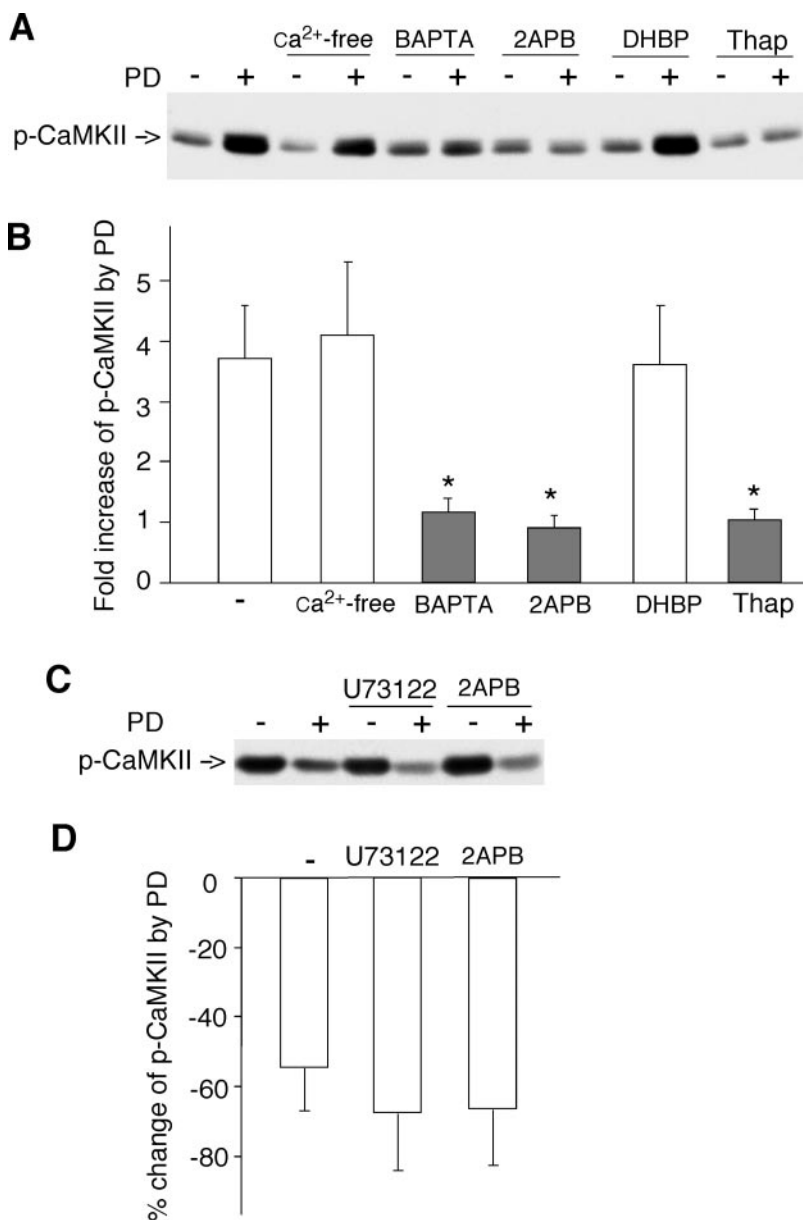 A
Ca²⁺-free BAPTA 2APB DHBP Thap
PD - + - + - + - + - + - +
p-CaMKII ->
B
Fold increase of p-CaMKII by PD
5
4
3
2
1
0
* * *
- Ca²⁺-free BAPTA 2APB DHBP Thap
C
U73122 2APB
PD - + - + - +
p-CaMKII ->
D
- U73122 2APB
% change of p-CaMKII by PD
0
-20
-40
-60
-80